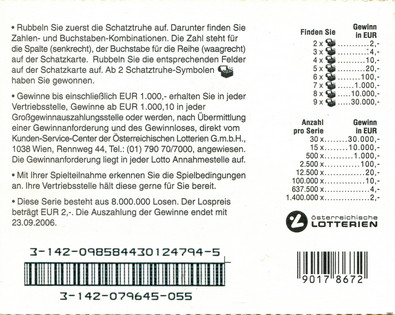 • Rubbeln Sie zuerst die Schatztruhe auf. Darunter finden Sie
Zahlen- und Buchstaben-Kombinationen. Die Zahl steht für
die Spalte (senkrecht), der Buchstabe für die Reihe (waagrecht)
auf der Schatzkarte. Rubbeln Sie die entsprechenden Felder
auf der Schatzkarte auf. Ab 2 Schatztruhe-Symbolen
haben Sie gewonnen.
• Gewinne bis einschließlich EUR 1.000,- erhalten Sie in jeder
Vertriebsstelle, Gewinne ab EUR 1.000,10 in jeder
Großgewinnauszahlungsstelle oder werden, nach Übermittlung
einer Gewinnanforderung und des Gewinnloses, direkt vom
Kunden-Service-Center der Österreichischen Lotterien G.m.b.H.,
1038 Wien, Rennweg 44, Tel.: (01) 790 70/7000, angewiesen.
Die Gewinnanforderung liegt in jeder Lotto Annahmestelle auf.
• Mit Ihrer Spielteilnahme erkennen Sie die Spielbedingungen
an. Ihre Vertriebsstelle hält diese gerne für Sie bereit.
• Diese Serie besteht aus 8.000.000 Losen. Der Lospreis
beträgt EUR 2,-. Die Auszahlung der Gewinne endet mit
23.09.2006.
3-142-098584430124794-5
3-142-079645-055
Finden Sie Gewinn in EUR
2 x 2,-
3 x 4,-
4 x 10,-
5 x 20,-
6 x 100,-
7 x 1.000,-
8 x 10.000,-
9 x 30.000,-
Anzahl pro Serie Gewinn in EUR
30 x 30.000,-
15 x 10.000,-
500 x 1.000,-
2.500 x 100,-
12.500 x 20,-
100.000 x 10,-
637.500 x 4,-
1.400.000 x 2,-
österreichische
LOTTERIEN
9017 8672